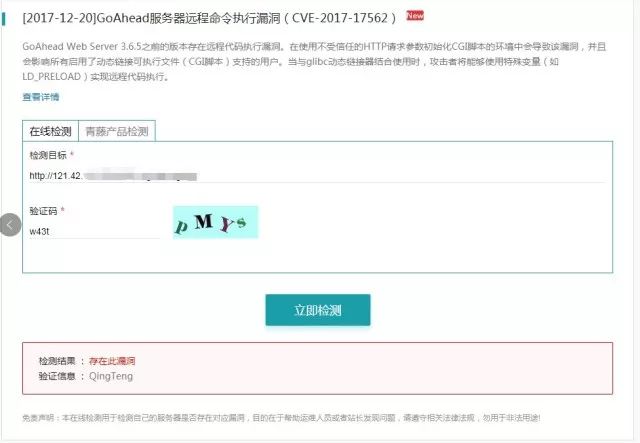 [2017-12-20]GoAhead服务器远程命令执行漏洞（CVE-2017-17562） New
GoAhead Web Server 3.6.5之前的版本存在远程代码执行漏洞。在使用不受信任的HTTP请求参数初始化CGI脚本的环境中会导致该漏洞，并且
会影响所有启用了动态链接可执行文件（CGI脚本）支持的用户。当与glibc动态链接器结合使用时，攻击者将能够使用特殊变量（如
LD_PRELOAD）实现远程代码执行。
查看详情
在线检测 青藤产品检测
检测目标 *
http://121.42.
验证码 *
w43t
pMYs
立即检测
检测结果 ： 存在此漏洞
验证信息 ： QingTeng
免责声明：本在线检测用于检测自己的服务器是否存在对应漏洞，目的在于帮助运维人员或者站长发现问题，请遵守相关法律法规，勿用于非法用途!